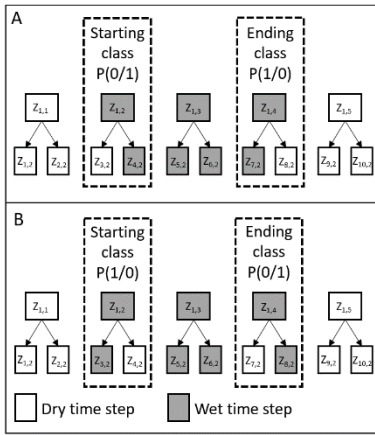 A
Starting
class
P(0/1)
Ending
class
P(1/0)
Z1,1 Z1,2 Z1,3 Z1,4 Z1,5
Z1,2 Z2,2 Z3,2 Z4,2 Z5,2 Z6,2 Z7,2 Z8,2 Z9,2 Z10,2
B
Starting
class
P(1/0)
Ending
class
P(0/1)
Z1,1 Z1,2 Z1,3 Z1,4 Z1,5
Z1,2 Z2,2 Z3,2 Z4,2 Z5,2 Z6,2 Z7,2 Z8,2 Z9,2 Z10,2
Dry time step Wet time step